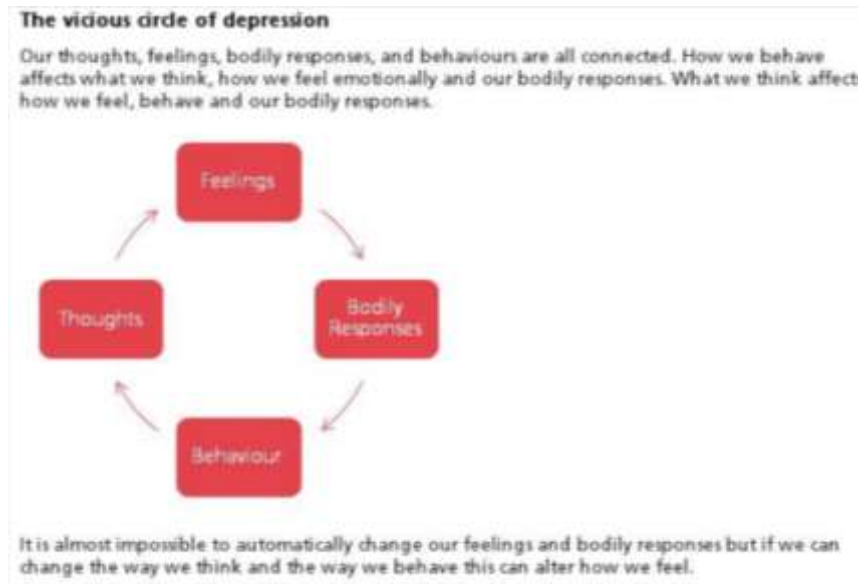 The vicious circle of depression
Our thoughts, feelings, bodily responses, and behaviours are all connected. How we behave
affects what we think, how we feel emotionally and our bodily responses. What we think affects
how we feel, behave and our bodily responses.
Feelings
Thoughts
Bodily
Responses
Behaviour
It is almost impossible to automatically change our feelings and bodily responses but if we can
change the way we think and the way we behave this can alter how we feel.